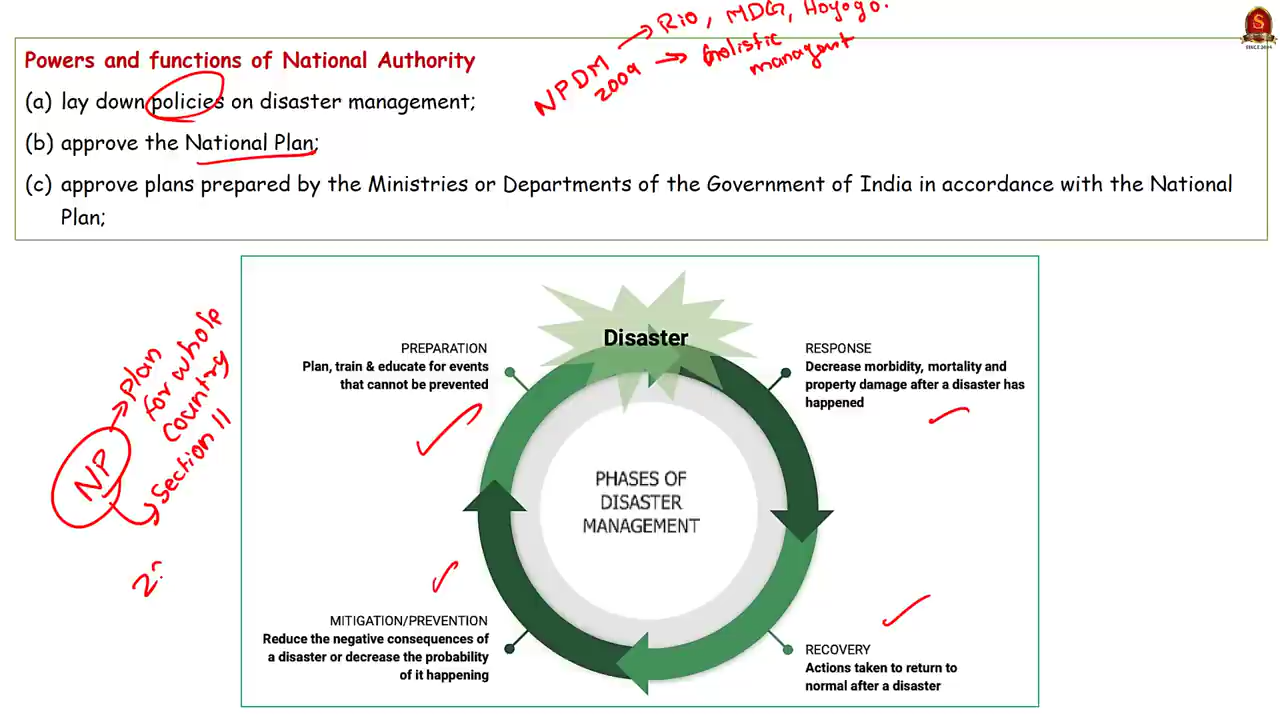 NPDM → Rio, MDG, Hoyogo.
2009 → Holistic
managent
Powers and functions of National Authority
(a) lay down policies on disaster management;
(b) approve the National Plan;
(c) approve plans prepared by the Ministries or Departments of the Government of India in accordance with the National
Plan;
SINCE 2004
Disaster
PREPARATION
Plan, train & educate for events
that cannot be prevented
RESPONSE
Decrease morbidity, mortality and
property damage after a disaster has
happened
PHASES OF
DISASTER
MANAGEMENT
MITIGATION/PREVENTION
Reduce the negative consequences of
a disaster or decrease the probability
of it happening
RECOVERY
Actions taken to return to
normal after a disaster
NP
plan
for whole
country
Section 11